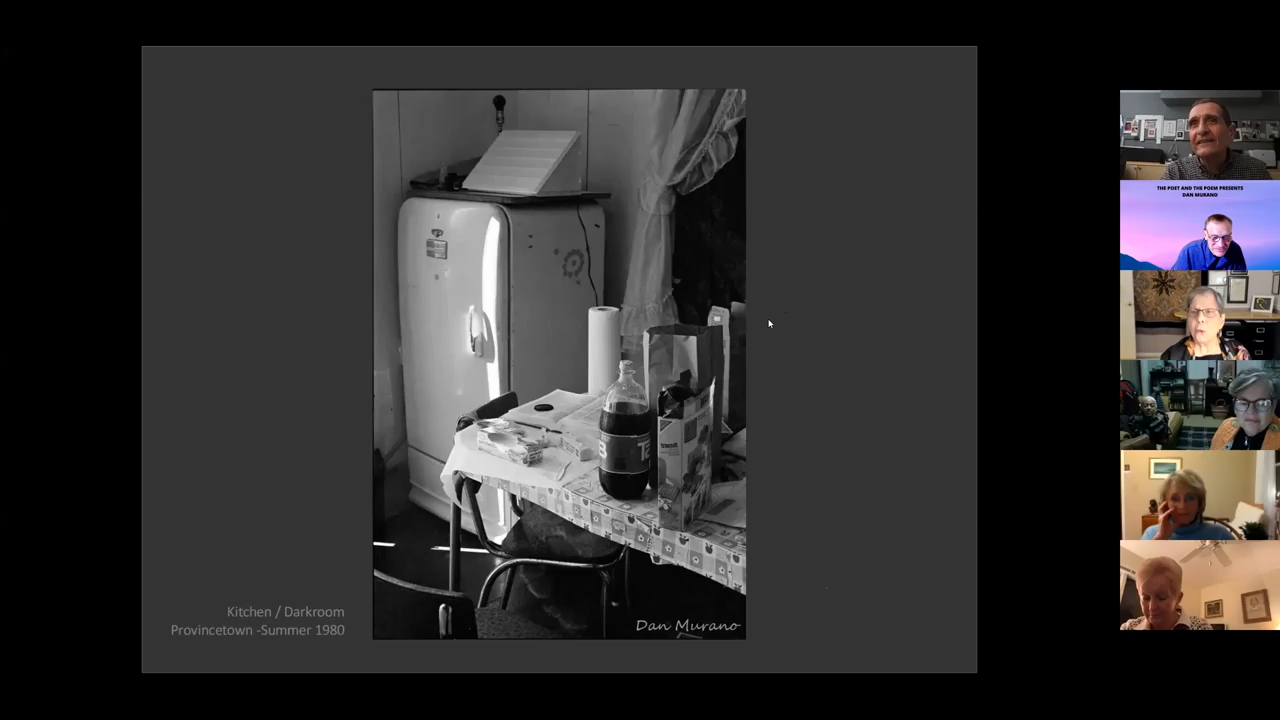 THE POET AND THE POEM PRESENTS
DAN MURANO
Kitchen / Darkroom
Provincetown -Summer 1980
Dan Murano